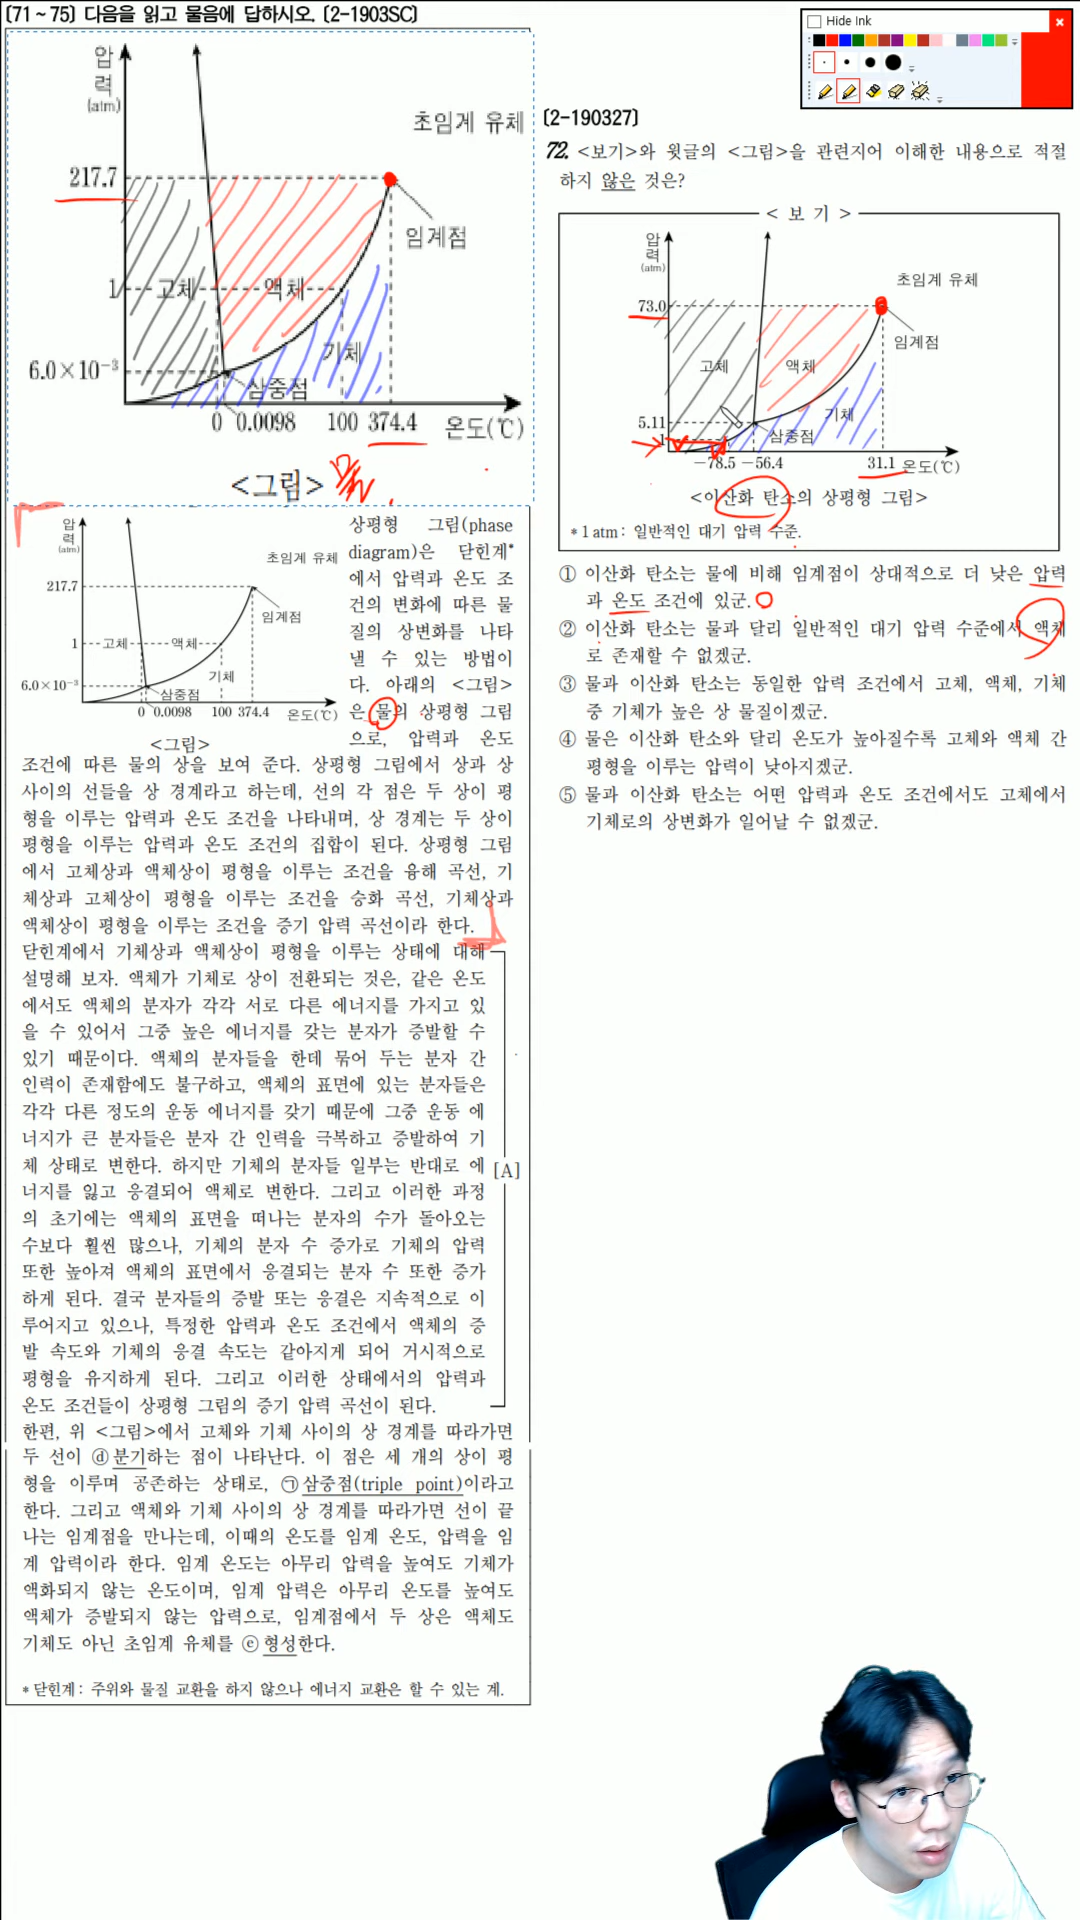 [71 ~ 75] 다음을 읽고 물음에 답하시오. [2-1903SC]
Hide Ink
압력
(atm)
초임계 유체
217.7
임계점
1
고체
액체
기체
6.0×10⁻³
삼중점
0 0.0098 100 374.4 온도(℃)
<그림> 물
압력
(atm)
초임계 유체
217.7
임계점
1
고체
액체
기체
6.0×10⁻³
삼중점
0 0.0098 100 374.4 온도(℃)
<그림>
상평형 그림(phase
diagram)은 닫힌계*
에서 압력과 온도 조
건의 변화에 따른 물
질의 상변화를 나타
낼 수 있는 방법이
다. 아래의 <그림>
은 물의 상평형 그림
으로, 압력과 온도
조건에 따른 물의 상을 보여 준다. 상평형 그림에서 상과 상
사이의 선들을 상 경계라고 하는데, 선의 각 점은 두 상이 평
형을 이루는 압력과 온도 조건을 나타내며, 상 경계는 두 상이
평형을 이루는 압력과 온도 조건의 집합이 된다. 상평형 그림
에서 고체상과 액체상이 평형을 이루는 조건을 융해 곡선, 기
체상과 고체상이 평형을 이루는 조건을 승화 곡선, 기체상과
액체상이 평형을 이루는 조건을 증기 압력 곡선이라 한다.
닫힌계에서 기체상과 액체상이 평형을 이루는 상태에 대해
설명해 보자. 액체가 기체로 상이 전환되는 것은, 같은 온도
에서도 액체의 분자가 각각 서로 다른 에너지를 가지고 있
을 수 있어서 그중 높은 에너지를 갖는 분자가 증발할 수
있기 때문이다. 액체의 분자들을 한데 묶어 두는 분자 간
인력이 존재함에도 불구하고, 액체의 표면에 있는 분자들은
각각 다른 정도의 운동 에너지를 갖기 때문에 그중 운동 에
너지가 큰 분자들은 분자 간 인력을 극복하고 증발하여 기
체 상태로 변한다. 하지만 기체의 분자들 일부는 반대로 에
[A]
너지를 잃고 응결되어 액체로 변한다. 그리고 이러한 과정
의 초기에는 액체의 표면을 떠나는 분자의 수가 돌아오는
수보다 훨씬 많으나, 기체의 분자 수 증가로 기체의 압력
또한 높아져 액체의 표면에서 응결되는 분자 수 또한 증가
하게 된다. 결국 분자들의 증발 또는 응결은 지속적으로 이
루어지고 있으나, 특정한 압력과 온도 조건에서 액체의 증
발 속도와 기체의 응결 속도는 같아지게 되어 거시적으로
평형을 유지하게 된다. 그리고 이러한 상태에서의 압력과
온도 조건들이 상평형 그림의 증기 압력 곡선이 된다.
한편, 위 <그림>에서 고체와 기체 사이의 상 경계를 따라가면
두 선이 ⓓ분기하는 점이 나타난다. 이 점은 세 개의 상이 평
형을 이루며 공존하는 상태로, ㉠삼중점(triple point)이라고
한다. 그리고 액체와 기체 사이의 상 경계를 따라가면 선이 끝
나는 임계점을 만나는데, 이때의 온도를 임계 온도, 압력을 임
계 압력이라 한다. 임계 온도는 아무리 압력을 높여도 기체가
액화되지 않는 온도이며, 임계 압력은 아무리 온도를 높여도
액체가 증발되지 않는 압력으로, 임계점에서 두 상은 액체도
기체도 아닌 초임계 유체를 ⓔ형성한다.
* 닫힌계: 주위와 물질 교환을 하지 않으나 에너지 교환은 할 수 있는 계.
[2-190327]
72. <보기>와 윗글의 <그림>을 관련지어 이해한 내용으로 적절
하지 않은 것은?
< 보 기 >
압력
(atm)
초임계 유체
73.0
임계점
고체
액체
기체
5.11
삼중점
1
−78.5 −56.4 31.1 온도(℃)
<이산화 탄소의 상평형 그림>
* 1 atm: 일반적인 대기 압력 수준.
① 이산화 탄소는 물에 비해 임계점이 상대적으로 더 낮은 압력
과 온도 조건에 있군.
② 이산화 탄소는 물과 달리 일반적인 대기 압력 수준에서 액체
로 존재할 수 없겠군.
③ 물과 이산화 탄소는 동일한 압력 조건에서 고체, 액체, 기체
중 기체가 높은 상 물질이겠군.
④ 물은 이산화 탄소와 달리 온도가 높아질수록 고체와 액체 간
평형을 이루는 압력이 낮아지겠군.
⑤ 물과 이산화 탄소는 어떤 압력과 온도 조건에서도 고체에서
기체로의 상변화가 일어날 수 없겠군.